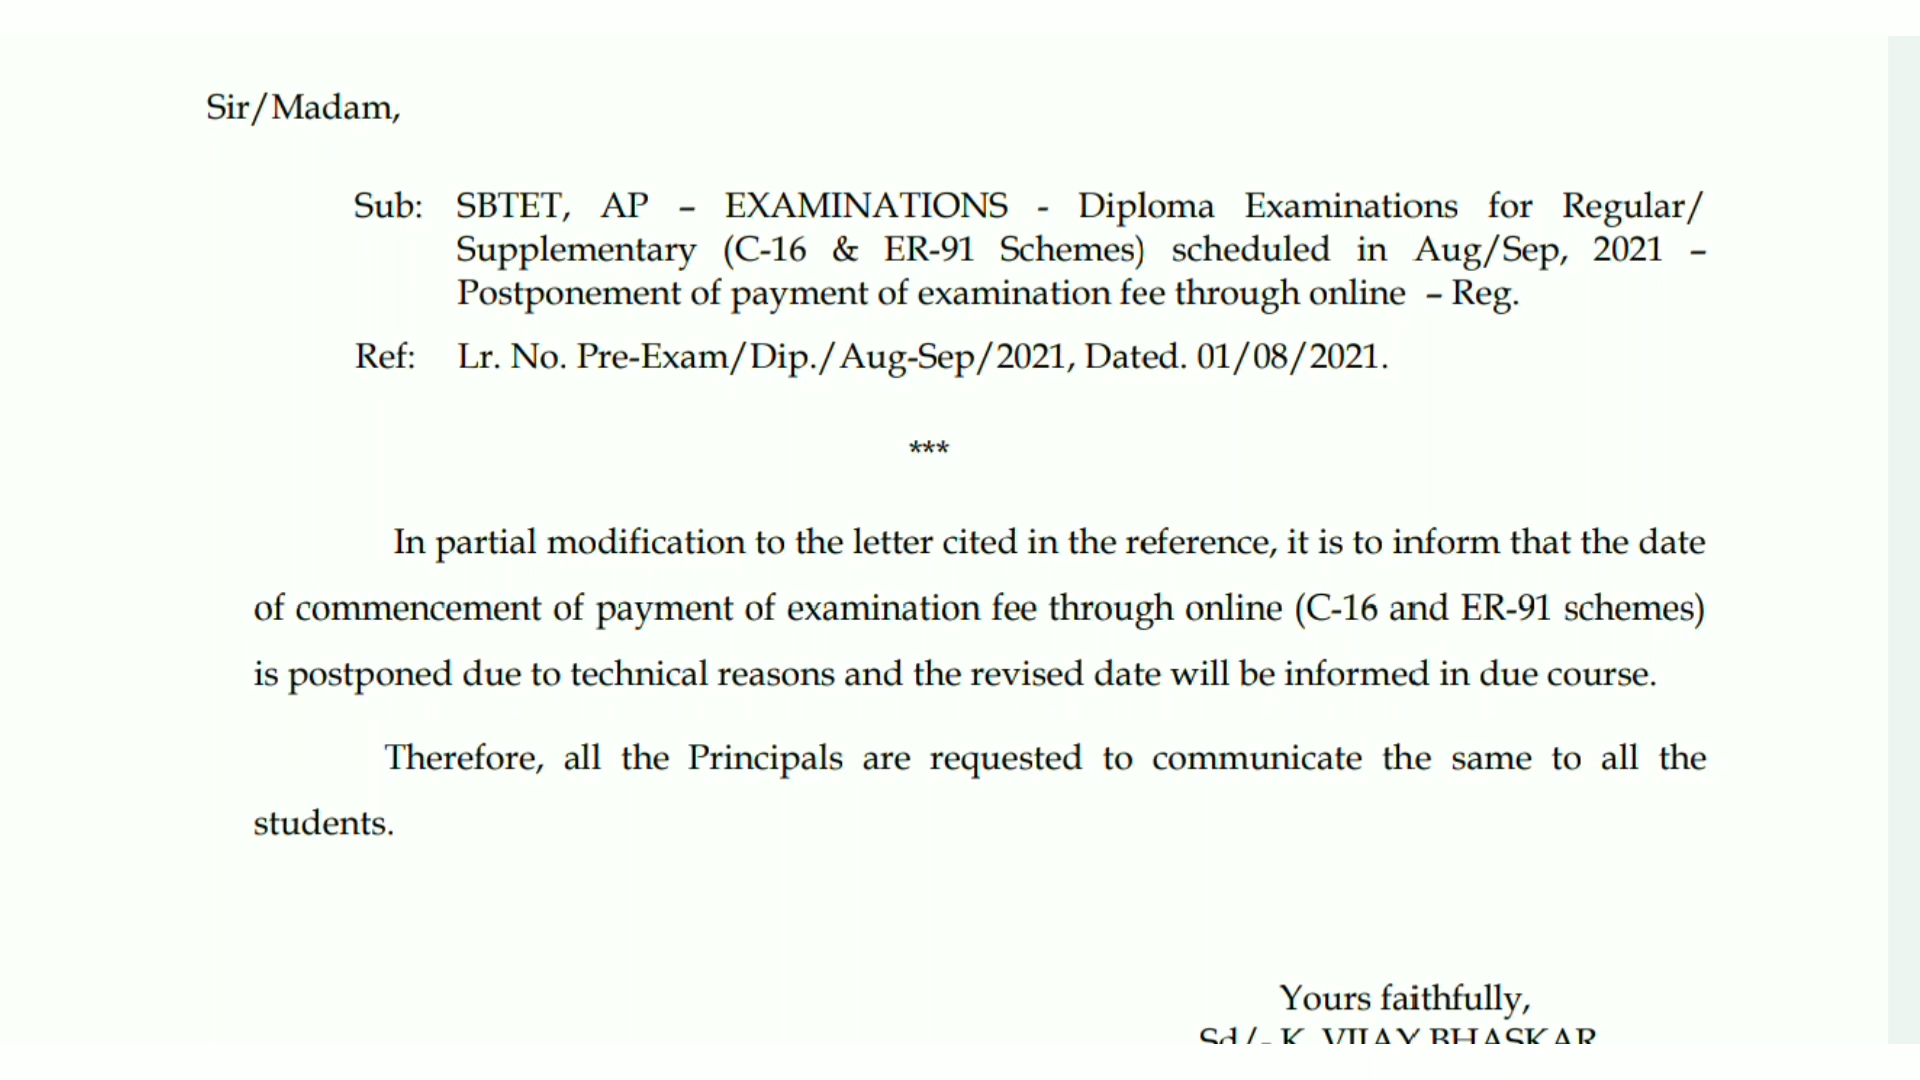 Sir/Madam,
Sub: SBTET, AP – EXAMINATIONS - Diploma Examinations for Regular/
Supplementary (C-16 & ER-91 Schemes) scheduled in Aug/Sep, 2021 –
Postponement of payment of examination fee through online – Reg.
Ref: Lr. No. Pre-Exam/Dip./Aug-Sep/2021, Dated. 01/08/2021.
***
In partial modification to the letter cited in the reference, it is to inform that the date
of commencement of payment of examination fee through online (C-16 and ER-91 schemes)
is postponed due to technical reasons and the revised date will be informed in due course.
Therefore, all the Principals are requested to communicate the same to all the
students.
Yours faithfully,
Sd/- K. VIJAY BHASKAR